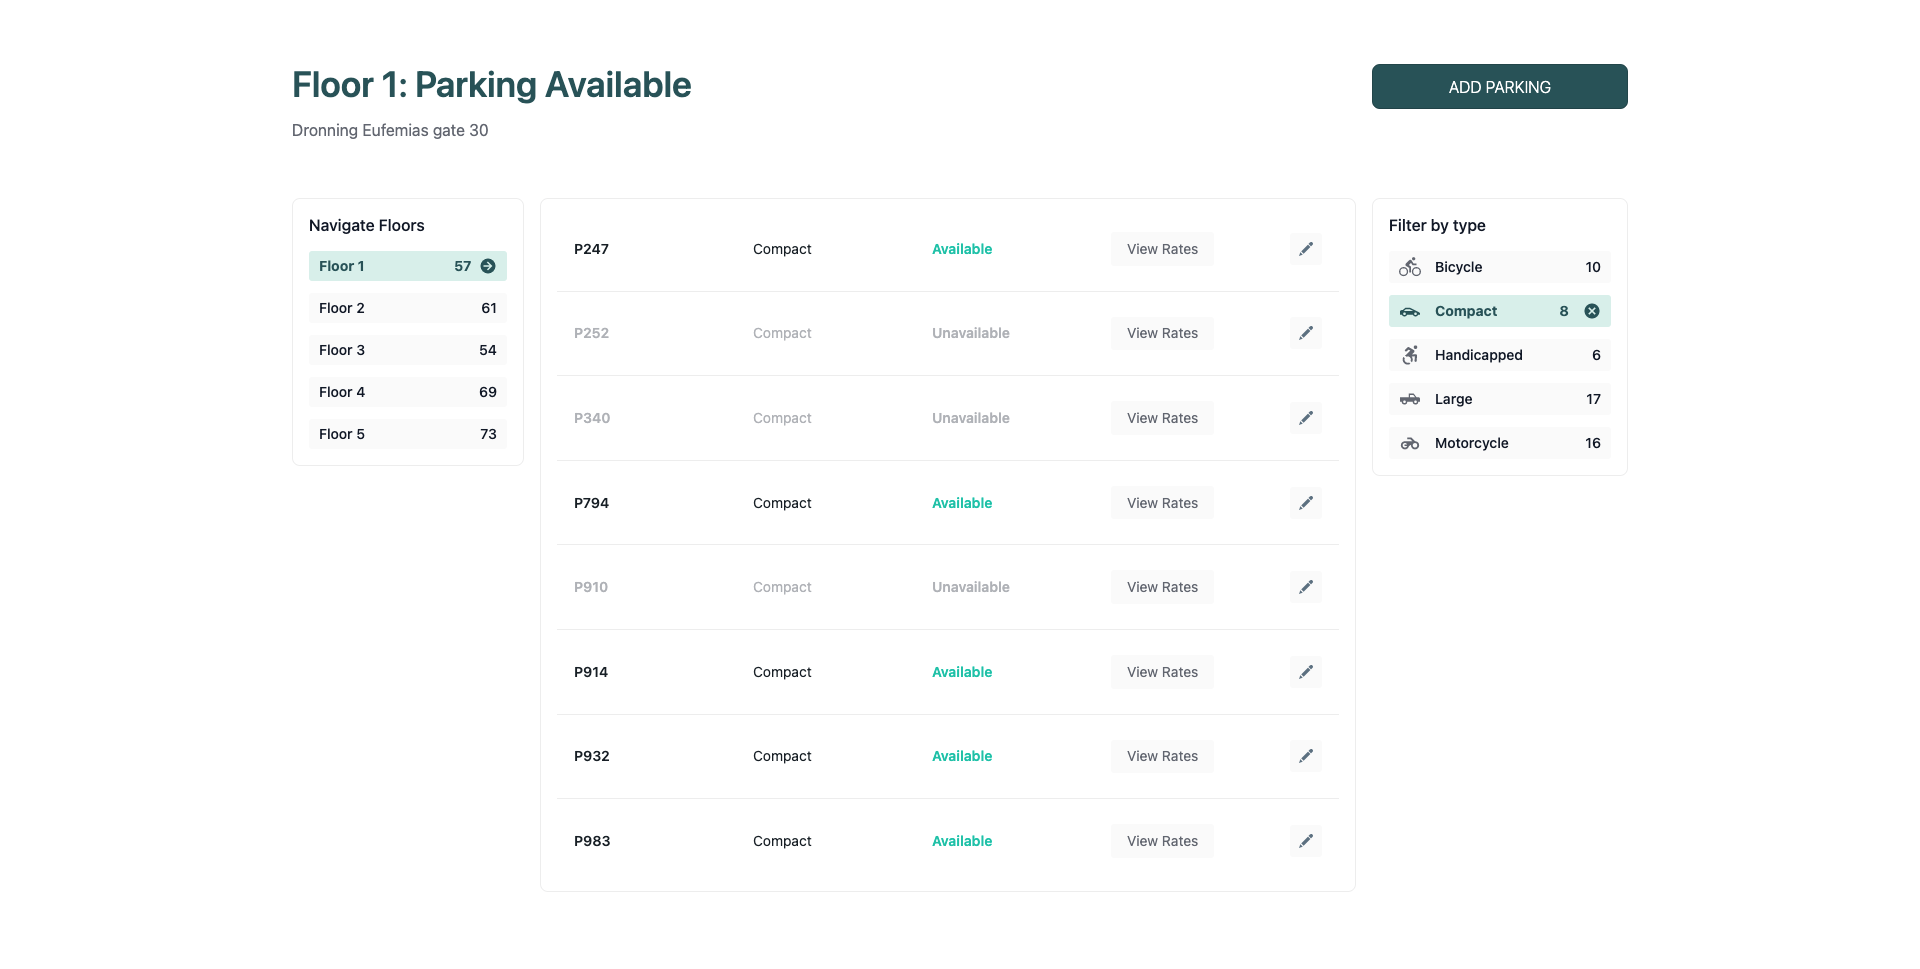 Floor 1: Parking Available
Dronning Eufemias gate 30
ADD PARKING
Navigate Floors
Floor 1 57
Floor 2 61
Floor 3 54
Floor 4 69
Floor 5 73
P247 Compact Available View Rates
P252 Compact Unavailable View Rates
P340 Compact Unavailable View Rates
P794 Compact Available View Rates
P910 Compact Unavailable View Rates
P914 Compact Available View Rates
P932 Compact Available View Rates
P983 Compact Available View Rates
Filter by type
Bicycle 10
Compact 8
Handicapped 6
Large 17
Motorcycle 16